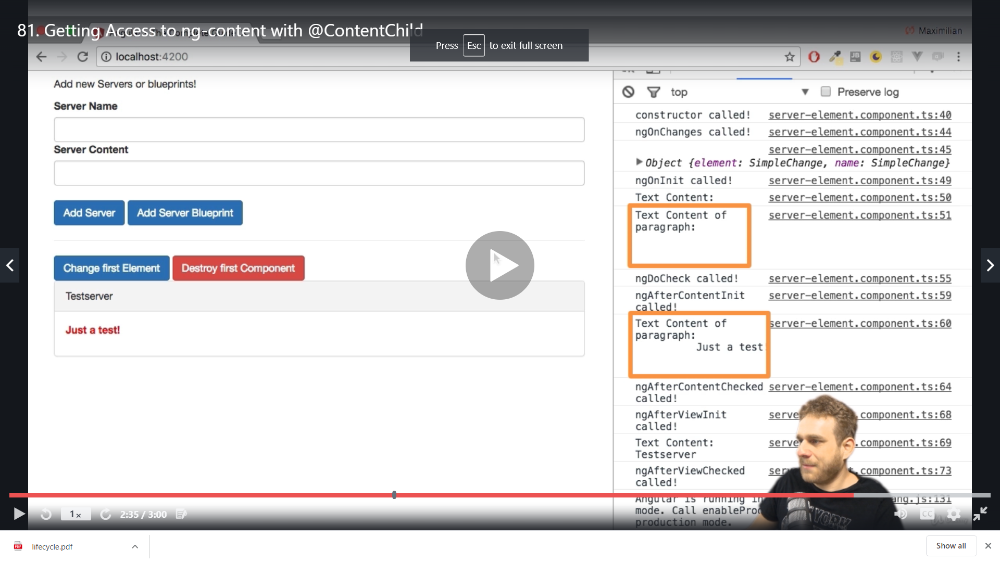 81. Getting Access to ng-content with @ContentChild
Maximilian
Press Esc to exit full screen
localhost:4200
JB
Add new Servers or blueprints!
Server Name
Server Content
Add Server Add Server Blueprint
Change first Element Destroy first Component
Testserver
Just a test!
top Preserve log
constructor called! server-element.component.ts:40
ngOnChanges called! server-element.component.ts:44
server-element.component.ts:45
Object {element: SimpleChange, name: SimpleChange}
ngOnInit called! server-element.component.ts:49
Text Content: server-element.component.ts:50
Text Content of server-element.component.ts:51
paragraph:
ngDoCheck called! server-element.component.ts:55
ngAfterContentInit server-element.component.ts:59
called!
Text Content of server-element.component.ts:60
paragraph:
Just a test!
ngAfterContentChecked server-element.component.ts:64
called!
ngAfterViewInit serve .component.ts:68
called!
Text Content: serve .component.ts:69
Testserver
ngAfterViewChecked ser t.component.ts:73
called!
Angular is running in ang.js:131
mode. Call enablePro
production mode.
YORK
1x 2:35 / 3:00 CC
PDF lifecycle.pdf Show all